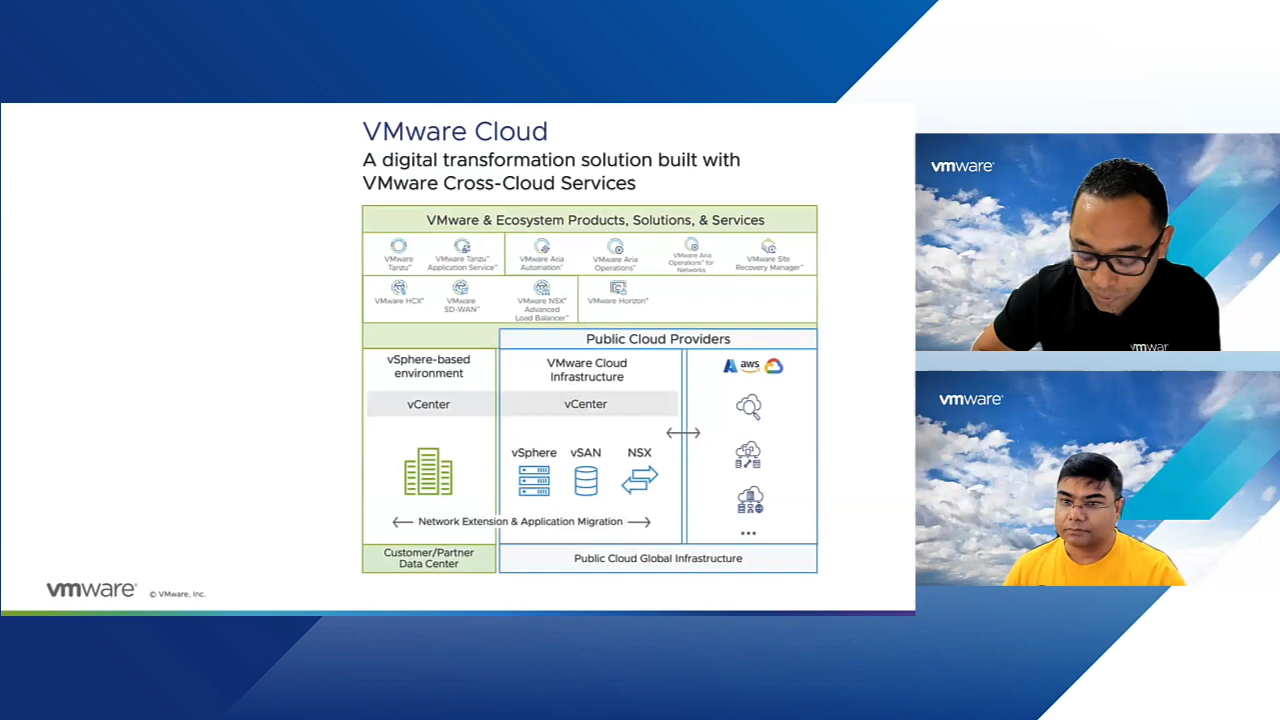 VMware Cloud
A digital transformation solution built with
VMware Cross-Cloud Services
VMware & Ecosystem Products, Solutions, & Services
VMware
Tanzu™
VMware Tanzu™
Application Service™
VMware Aria
Automation™
VMware Aria
Operations™
VMware Aria
Operations™ for
Networks
VMware Site
Recovery Manager™
VMware HCX®
VMware
SD-WAN™
VMware NSX®
Advanced
Load Balancer™
VMware Horizon®
Public Cloud Providers
vSphere-based
environment
VMware Cloud
Infrastructure
aws
vCenter
vCenter
vSphere
vSAN
NSX
Network Extension & Application Migration
...
Customer/Partner
Data Center
Public Cloud Global Infrastructure
vmware®
© VMware, Inc.
vmware®
vmwar
vmware®